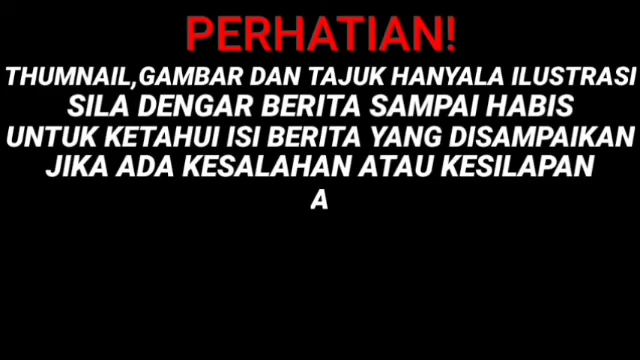 PERHATIAN!
THUMNAIL,GAMBAR DAN TAJUK HANYALA ILUSTRASI
SILA DENGAR BERITA SAMPAI HABIS
UNTUK KETAHUI ISI BERITA YANG DISAMPAIKAN
JIKA ADA KESALAHAN ATAU KESILAPAN
A